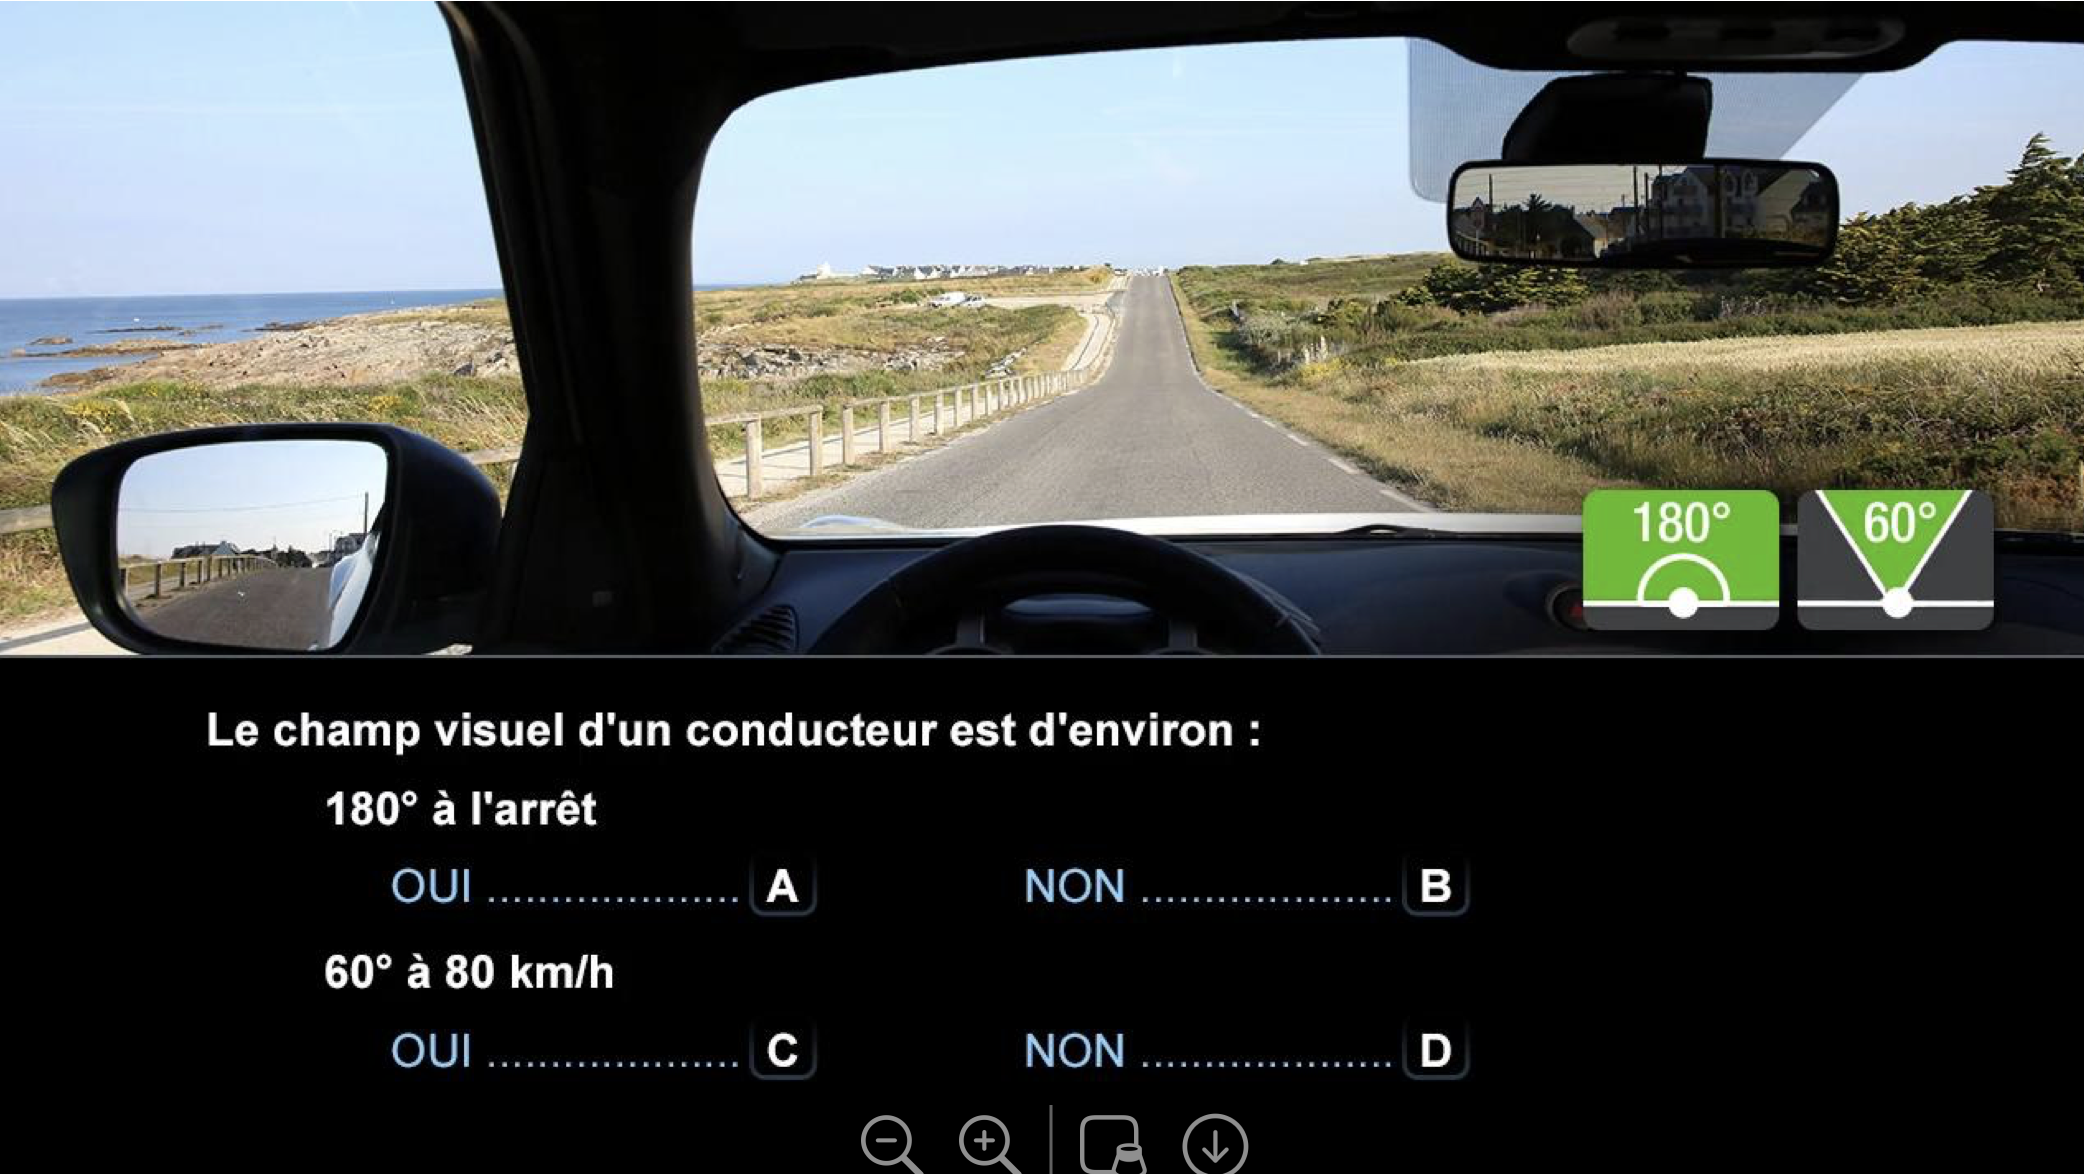 180° 60°
Le champ visuel d'un conducteur est d'environ :
180° à l'arrêt
OUI .................... A NON .................... B
60° à 80 km/h
OUI .................... C NON .................... D